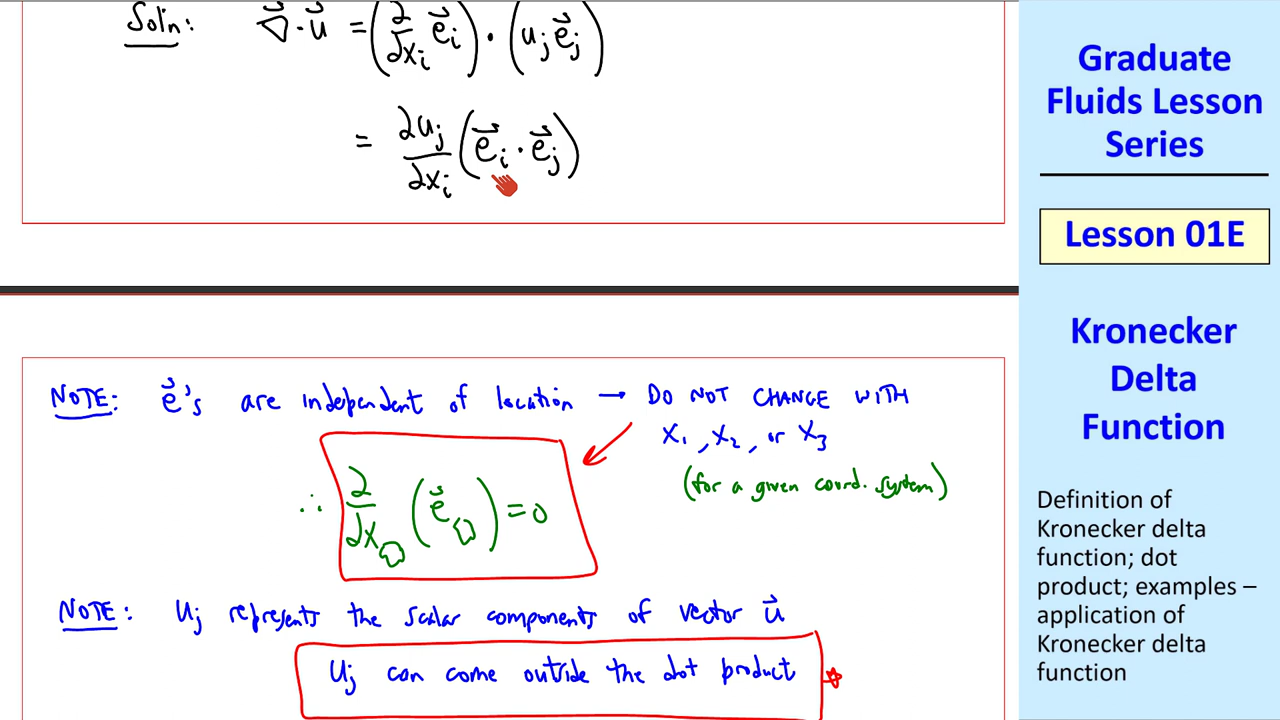 Sol'n: ∇⃗·u⃗ = (∂/∂xᵢ e⃗ᵢ) · (uⱼ e⃗ⱼ)
= ∂uⱼ/∂xᵢ (e⃗ᵢ · e⃗ⱼ)
NOTE: e⃗'s are independent of location → DO NOT CHANGE WITH
x₁, x₂, or x₃
(for a given coord. system)
∴ ∂/∂x (e⃗) = 0
NOTE: uⱼ represents the scalar components of vector u⃗
uⱼ can come outside the dot product
Graduate
Fluids Lesson
Series
Lesson 01E
Kronecker
Delta
Function
Definition of
Kronecker delta
function; dot
product; examples –
application of
Kronecker delta
function